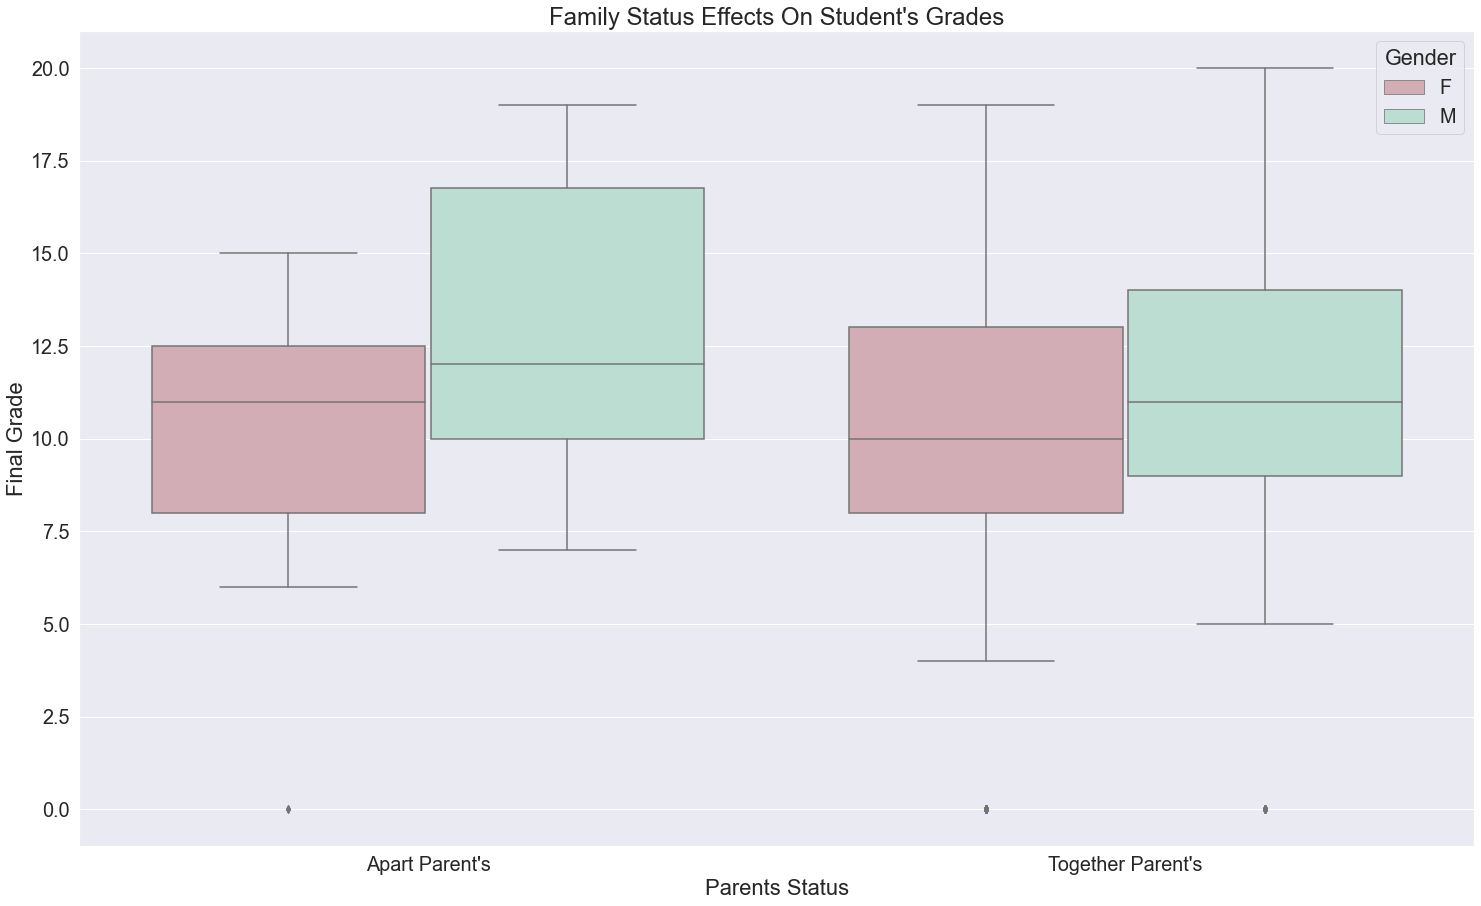 Family Status Effects On Student's Grades
Gender
F
M
20.0
17.5
15.0
12.5
10.0
7.5
5.0
2.5
0.0
Final Grade
Apart Parent's
Together Parent's
Parents Status